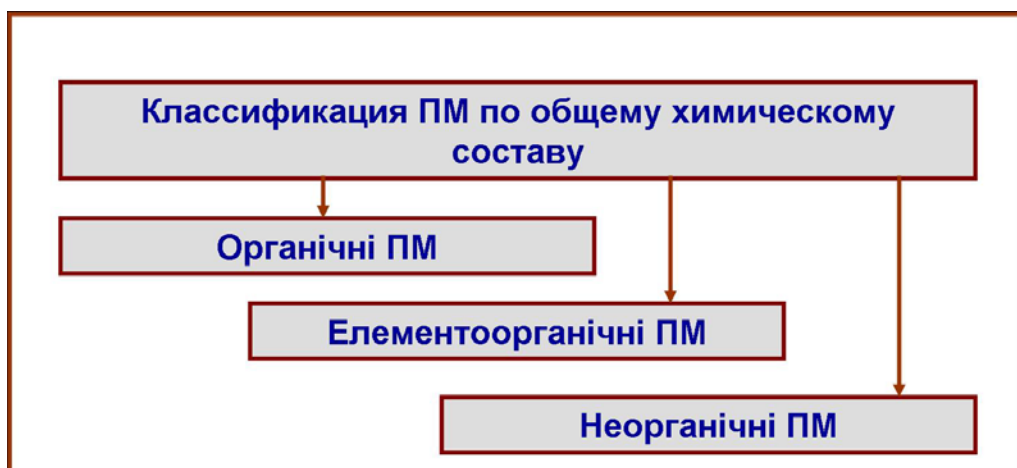 Классификация ПМ по общему химическому
составу
Органічні ПМ
Елементоорганічні ПМ
Неорганічні ПМ